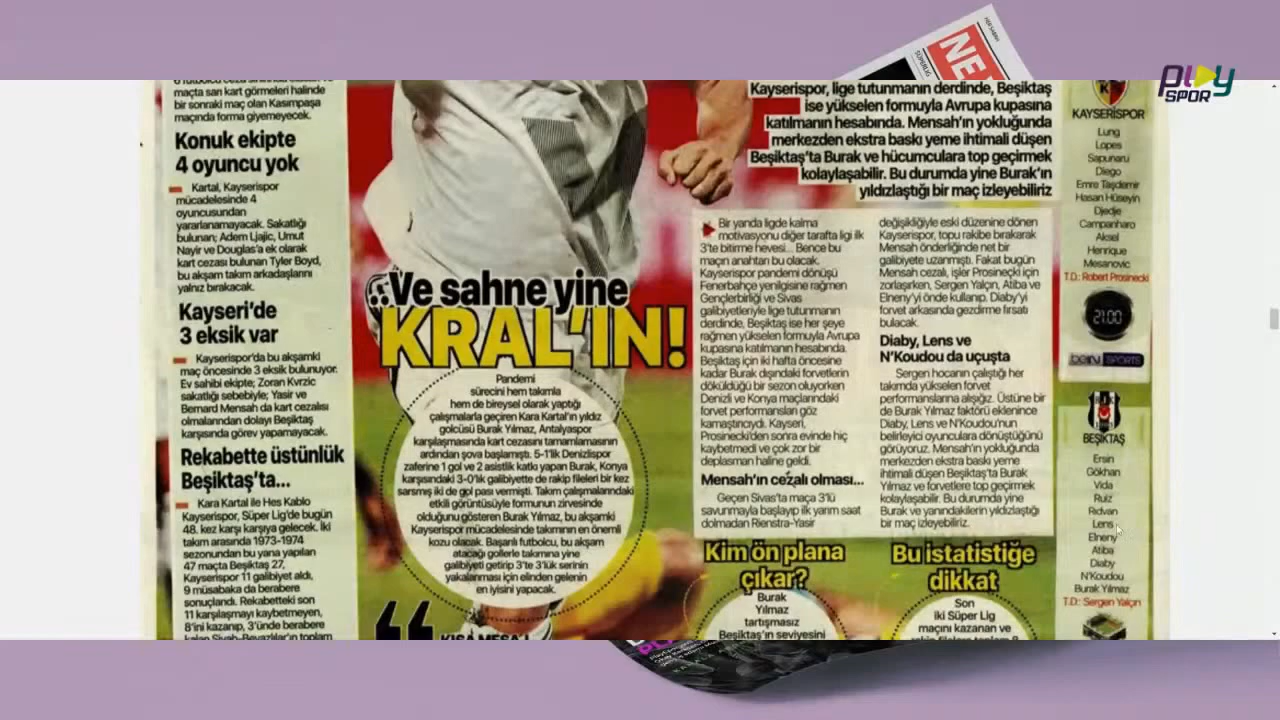 6 futbolcu ceza sınırında
maçta sarı kart görmeleri halinde
bir sonraki maç olan Kasımpaşa
maçında forma giyemeyecek.
Konuk ekipte
4 oyuncu yok
Kartal, Kayserispor
mücadelesinde 4
oyuncusundan
yararlanamayacak. Sakatlığı
bulunan; Adem Ljajic, Umut
Nayir ve Douglas'a ek olarak
kart cezası bulunan Tyler Boyd,
bu akşam takım arkadaşlarını
yalnız bırakacak.
Kayseri'de
3 eksik var
Kayserispor'da bu akşamki
maç öncesinde 3 eksik bulunuyor.
Ev sahibi ekipte; Zoran Kvrzic
sakatlığı sebebiyle; Yasir ve
Bernard Mensah da kart cezalısı
olmalarından dolayı Beşiktaş
karşısında görev yapamayacak.
Rekabette üstünlük
Beşiktaş'ta...
Kara Kartal ile Hes Kablo
Kayserispor, Süper Lig'de bugün
48. kez karşı karşıya gelecek. İki
takım arasında 1973-1974
sezonundan bu yana yapılan
47 maçta Beşiktaş 27,
Kayserispor 11 galibiyet aldı,
9 müsabaka da berabere
sonuçlandı. Rekabetteki son
11 karşılaşmayı kaybetmeyen,
8'ini kazanıp, 3'ünde berabere
kalan Siyah-Beyazlılar'ın toplam
Ve sahne yine
KRAL'IN!
Pandemi
sürecini hem takımla
hem de bireysel olarak yaptığı
çalışmalarla geçiren Kara Kartal'ın yıldız
golcüsü Burak Yılmaz, Antalyaspor
karşılaşmasında kart cezasını tamamlamasının
ardından şova başlamıştı. 5-1'lik Denizlispor
zaferine 1 gol ve 2 asistlik katkı yapan Burak, Konya
karşısındaki 3-0'lık galibiyette de rakip fileleri bir kez
sarsmış iki de gol pası vermişti. Takım çalışmalarındaki
etkili görüntüsüyle formunun zirvesinde
olduğunu gösteren Burak Yılmaz, bu akşamki
Kayserispor mücadelesinde takımının en önemli
kozu olacak. Başarılı futbolcu, bu akşam
atacağı gollerle takımına yine
galibiyeti getirip 3'te 3'lük serinin
yakalanması için elinden gelenin
en iyisini yapacak.
Kayserispor, lige tutunmanın derdinde, Beşiktaş
ise yükselen formuyla Avrupa kupasına
katılmanın hesabında. Mensah'ın yokluğunda
merkezden ekstra baskı yeme ihtimali düşen
Beşiktaş'ta Burak ve hücumculara top geçirmek
kolaylaşabilir. Bu durumda yine Burak'ın
yıldızlaştığı bir maç izleyebiliriz
Bir yanda ligde kalma
motivasyonu diğer tarafta ligi ilk
3'te bitirme hevesi... Bence bu
maçın anahtarı bu olacak.
Kayserispor pandemi dönüşü
Fenerbahçe yenilgisine rağmen
Gençlerbirliği ve Sivas
galibiyetleriyle lige tutunmanın
derdinde, Beşiktaş ise her şeye
rağmen yükselen formuyla Avrupa
kupasına katılmanın hesabında.
Beşiktaş için iki hafta öncesine
kadar Burak dışındaki forvetlerin
döküldüğü bir sezon oluyorken
Denizli ve Konya maçlarındaki
forvet performansları göz
kamaştırıcıydı. Kayseri,
Prosinecki'den sonra evinde hiç
kaybetmedi ve çok zor bir
deplasman haline geldi.
Mensah'ın cezalı olması...
Geçen Sivas'ta maça 3'lü
savunmayla başlayıp ilk yarım saat
dolmadan Rienstra-Yasir
değişikliğiyle eski düzenine dönen
Kayserispor, topu rakibe bırakarak
Mensah önderliğinde net bir
galibiyete uzanmıştı. Fakat bugün
Mensah cezalı, işler Prosineçki için
zorlaşırken, Sergen Yalçın, Atiba ve
Elneny'yi önde kullanıp. Diaby'yi
forvet arkasında gezdirme fırsatı
bulacak.
Diaby, Lens ve
N'Koudou da uçuşta
Sergen hocanın çalıştığı her
takımda yükselen forvet
performanslarına alışığız. Üstüne bir
de Burak Yılmaz faktörü eklenince
Diaby, Lens ve N'Koudou'nun
belirleyici oyunculara dönüştüğünü
görüyoruz. Mensah'ın yokluğunda
merkezden ekstra baskı yeme
ihtimali düşen Beşiktaş'ta Burak
Yılmaz ve forvetlere top geçirmek
kolaylaşabilir. Bu durumda yine
Burak ve yanındakilerin yıldızlaştığı
bir maç izleyebiliriz.
Kim ön plana
çıkar?
Burak
Yılmaz
tartışmasız
Beşiktaş'ın seviyesini
Bu istatistiğe
dikkat
Son
iki Süper Lig
maçını kazanan ve
play
SPOR
KAYSERİSPOR
Lung
Lopes
Sapunaru
Diego
Emre Taşdemir
Hasan Hüseyin
Djedje
Campanharo
Aksel
Henrique
Mesanovic
T.D.: Robert Prosinecki
21.00
beIN SPORTS
BEŞİKTAŞ
Ersin
Gökhan
Vida
Ruiz
Rıdvan
Lens
Elneny
Atiba
Diaby
N'Koudou
Burak Yılmaz
T.D.: Sergen Yalçın